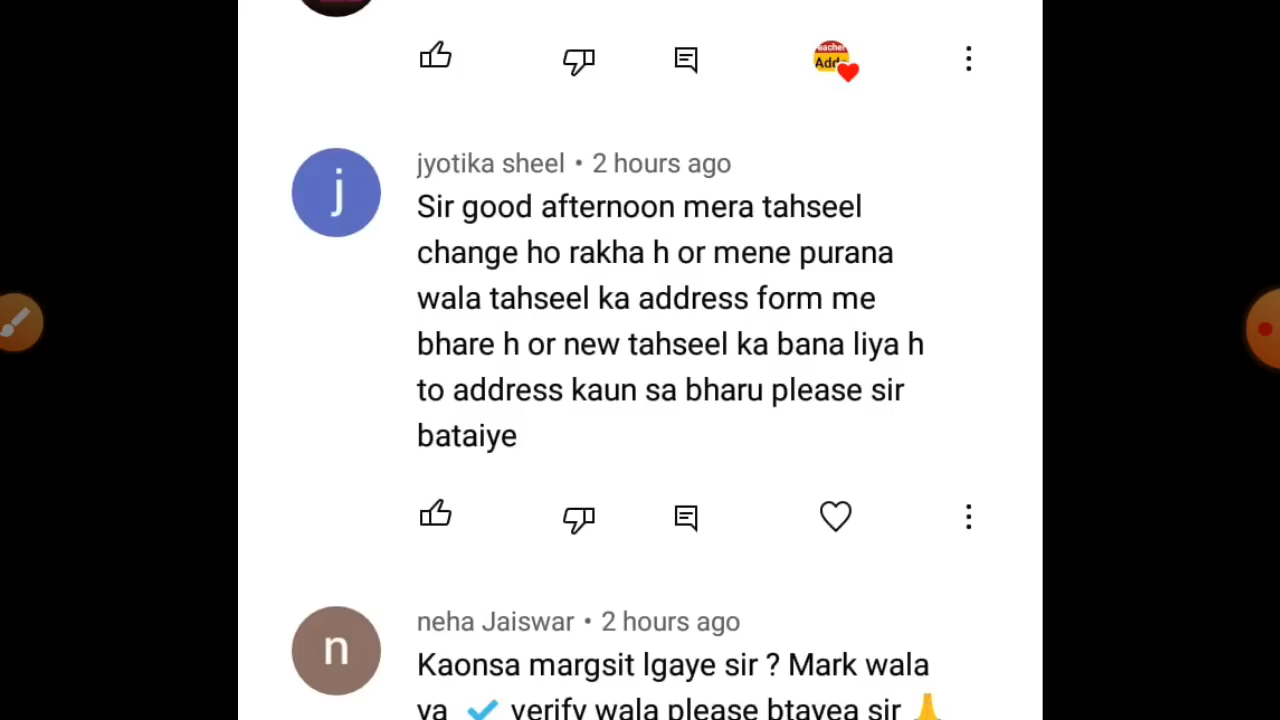 Teacher
Adda
j
jyotika sheel • 2 hours ago
Sir good afternoon mera tahseel
change ho rakha h or mene purana
wala tahseel ka address form me
bhare h or new tahseel ka bana liya h
to address kaun sa bharu please sir
bataiye
n
neha Jaiswar • 2 hours ago
Kaonsa margsit lgaye sir ? Mark wala
ya ✔ verify wala please btayea sir 🙏